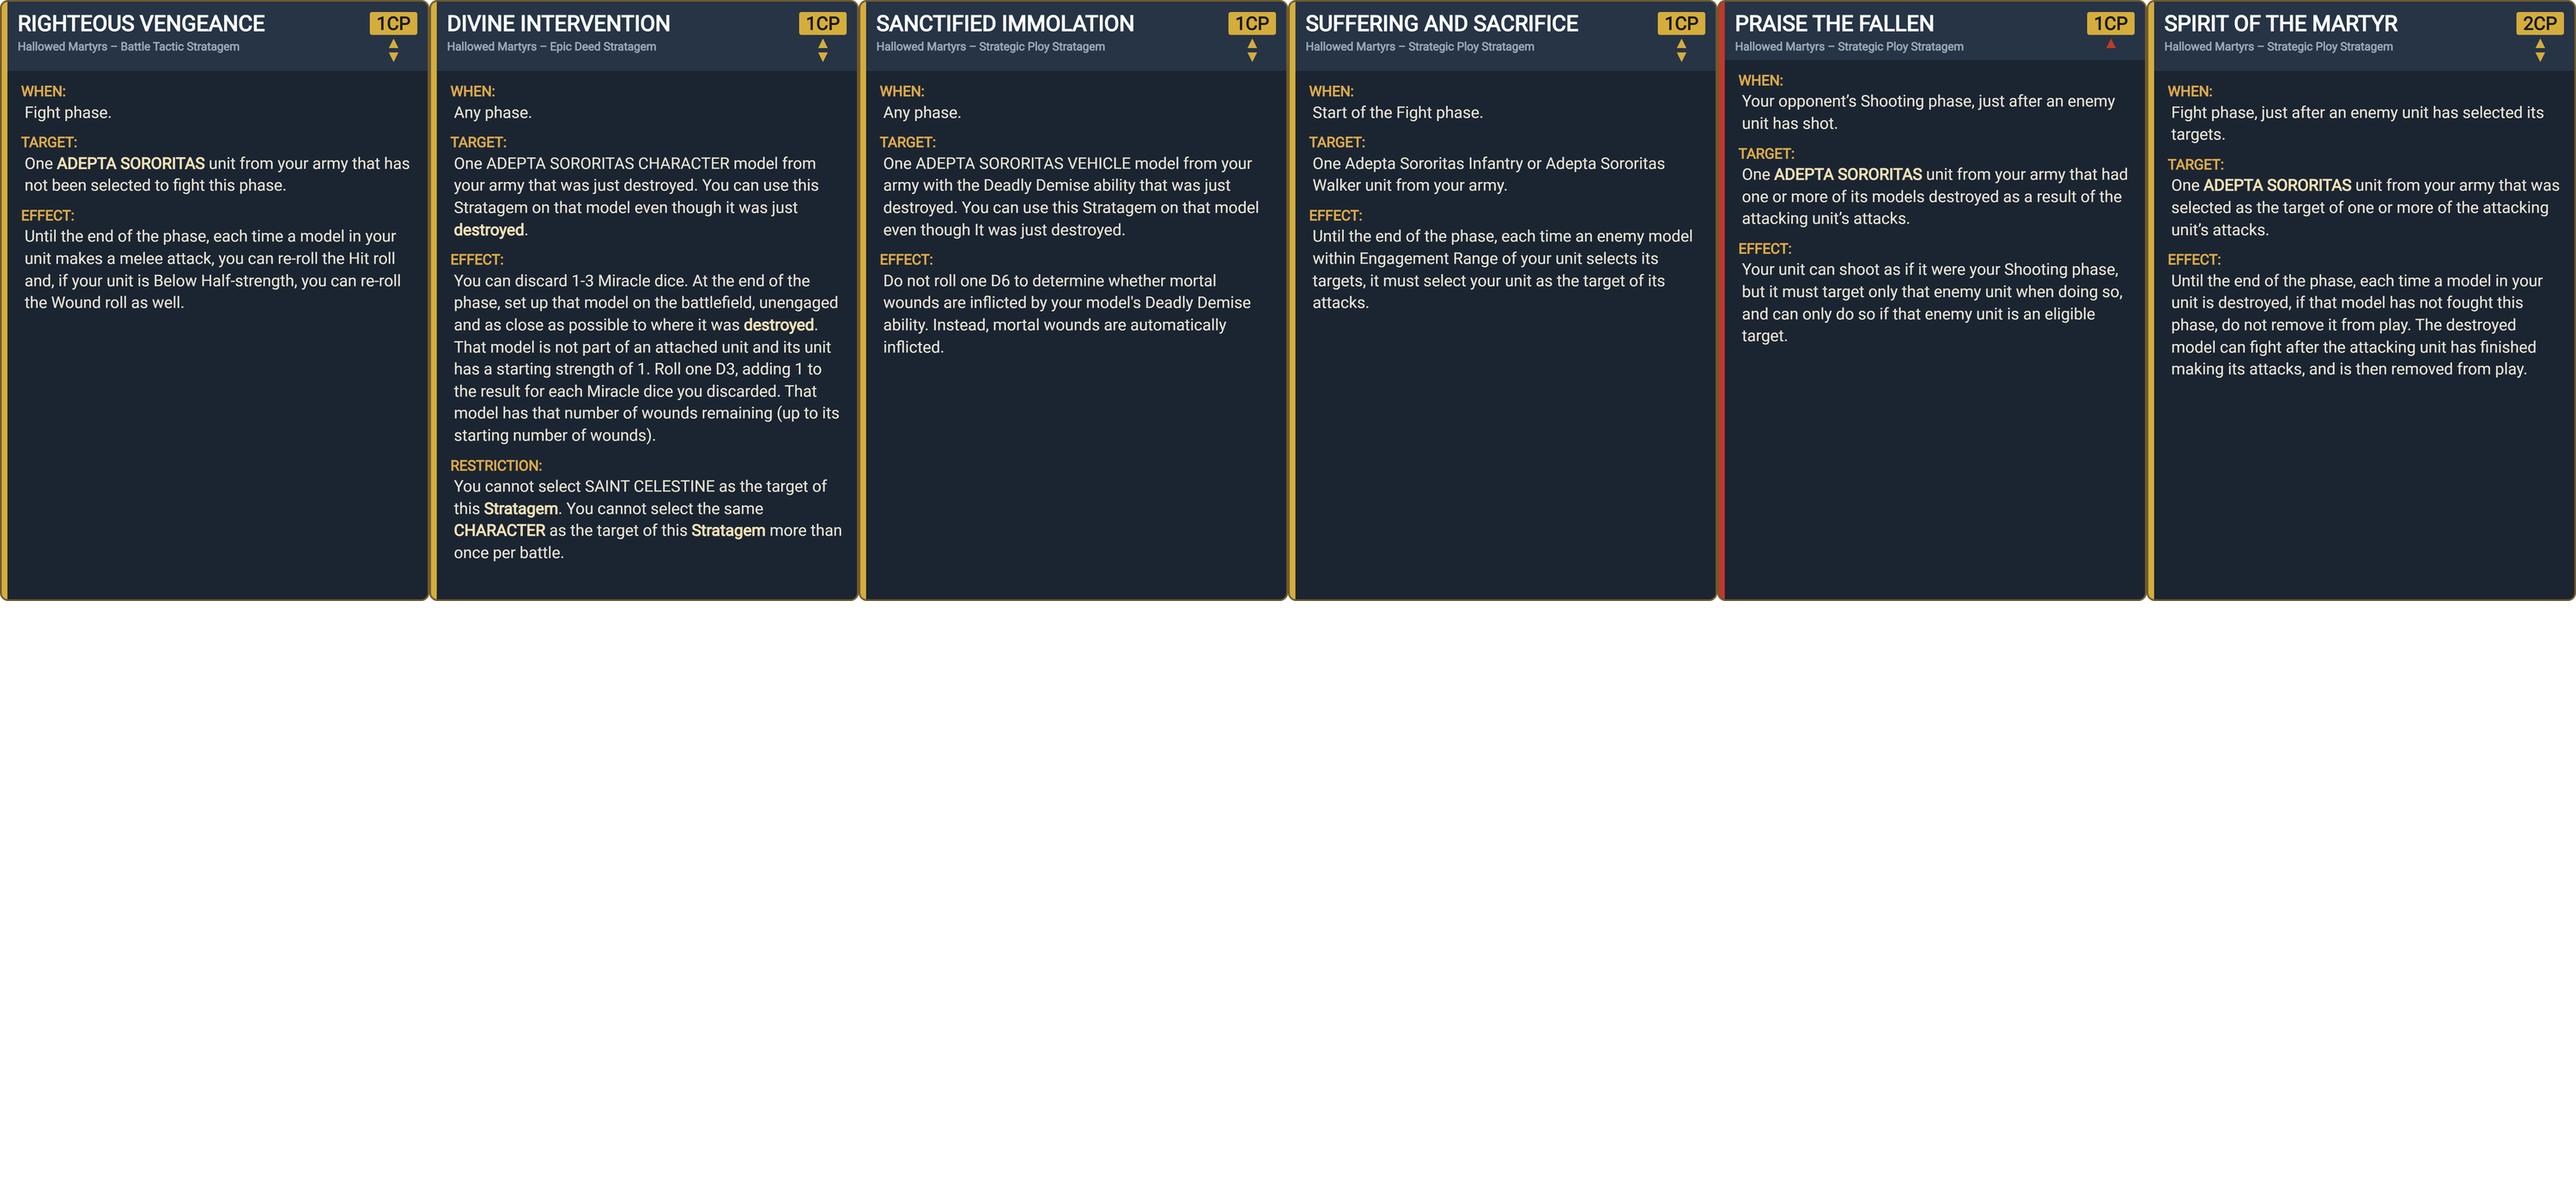 RIGHTEOUS VENGEANCE
1CP
Hallowed Martyrs – Battle Tactic Stratagem
WHEN:
Fight phase.
TARGET:
One ADEPTA SORORITAS unit from your army that has
not been selected to fight this phase.
EFFECT:
Until the end of the phase, each time a model in your
unit makes a melee attack, you can re-roll the Hit roll
and, if your unit is Below Half-strength, you can re-roll
the Wound roll as well.
DIVINE INTERVENTION
1CP
Hallowed Martyrs – Epic Deed Stratagem
WHEN:
Any phase.
TARGET:
One ADEPTA SORORITAS CHARACTER model from
your army that was just destroyed. You can use this
Stratagem on that model even though it was just
destroyed.
EFFECT:
You can discard 1-3 Miracle dice. At the end of the
phase, set up that model on the battlefield, unengaged
and as close as possible to where it was destroyed.
That model is not part of an attached unit and its unit
has a starting strength of 1. Roll one D3, adding 1 to
the result for each Miracle dice you discarded. That
model has that number of wounds remaining (up to its
starting number of wounds).
RESTRICTION:
You cannot select SAINT CELESTINE as the target of
this Stratagem. You cannot select the same
CHARACTER as the target of this Stratagem more than
once per battle.
SANCTIFIED IMMOLATION
1CP
Hallowed Martyrs – Strategic Ploy Stratagem
WHEN:
Any phase.
TARGET:
One ADEPTA SORORITAS VEHICLE model from your
army with the Deadly Demise ability that was just
destroyed. You can use this Stratagem on that model
even though It was just destroyed.
EFFECT:
Do not roll one D6 to determine whether mortal
wounds are inflicted by your model's Deadly Demise
ability. Instead, mortal wounds are automatically
inflicted.
SUFFERING AND SACRIFICE
1CP
Hallowed Martyrs – Strategic Ploy Stratagem
WHEN:
Start of the Fight phase.
TARGET:
One Adepta Sororitas Infantry or Adepta Sororitas
Walker unit from your army.
EFFECT:
Until the end of the phase, each time an enemy model
within Engagement Range of your unit selects its
targets, it must select your unit as the target of its
attacks.
PRAISE THE FALLEN
1CP
Hallowed Martyrs – Strategic Ploy Stratagem
WHEN:
Your opponent’s Shooting phase, just after an enemy
unit has shot.
TARGET:
One ADEPTA SORORITAS unit from your army that had
one or more of its models destroyed as a result of the
attacking unit’s attacks.
EFFECT:
Your unit can shoot as if it were your Shooting phase,
but it must target only that enemy unit when doing so,
and can only do so if that enemy unit is an eligible
target.
SPIRIT OF THE MARTYR
2CP
Hallowed Martyrs – Strategic Ploy Stratagem
WHEN:
Fight phase, just after an enemy unit has selected its
targets.
TARGET:
One ADEPTA SORORITAS unit from your army that was
selected as the target of one or more of the attacking
unit’s attacks.
EFFECT:
Until the end of the phase, each time a model in your
unit is destroyed, if that model has not fought this
phase, do not remove it from play. The destroyed
model can fight after the attacking unit has finished
making its attacks, and is then removed from play.